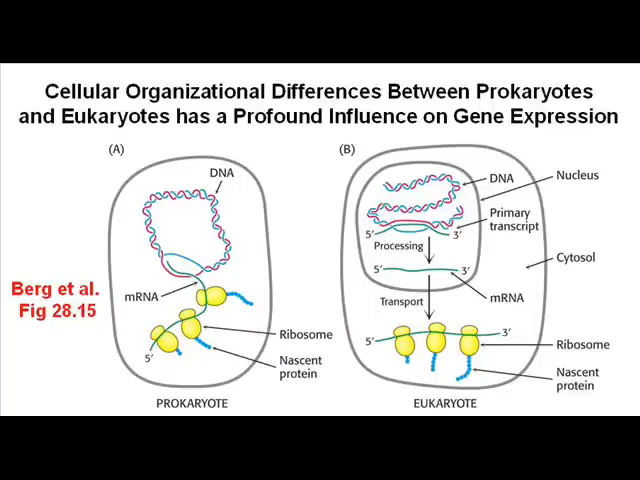 Cellular Organizational Differences Between Prokaryotes
and Eukaryotes has a Profound Influence on Gene Expression
Berg et al.
Fig 28.15
(A)
DNA
mRNA
Ribosome
Nascent
protein
5′
PROKARYOTE
(B)
DNA
Nucleus
Primary
transcript
5′
3′
Processing
Cytosol
5′
3′
mRNA
Transport
5′
3′
Ribosome
Nascent
protein
EUKARYOTE